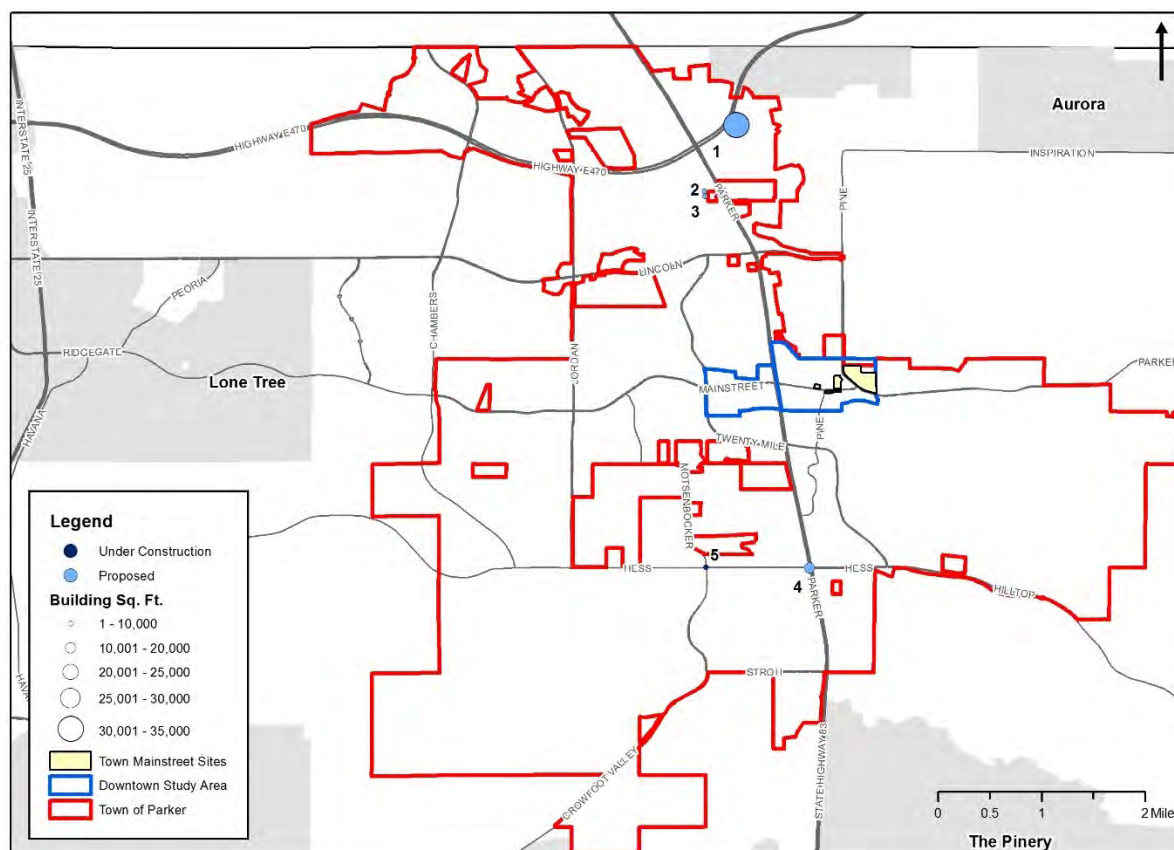 Aurora
INTERSTATE 25
HIGHWAY E470
1
INSPIRATION
HIGHWAY E470
PARKER
2
PINE
3
INTERSTATE 25
LINCOLN
PEORIA
CHAMBERS
RIDGEGATE
JORDAN
PARKER
Lone Tree
MAINSTREET
HAVANA
PINE
TWENTY MILE
MOTSENBOCKER
Legend
Under Construction
Proposed
Building Sq. Ft.
1 - 10,000
10,001 - 20,000
20,001 - 25,000
25,001 - 30,000
30,001 - 35,000
Town Mainstreet Sites
Downtown Study Area
Town of Parker
5
HESS
HESS
4
PARKER
HILLTOP
STROH
STATE HIGHWAY 83
CROWFOOT VALLEY
0 0.5 1 2 Mile
The Pinery